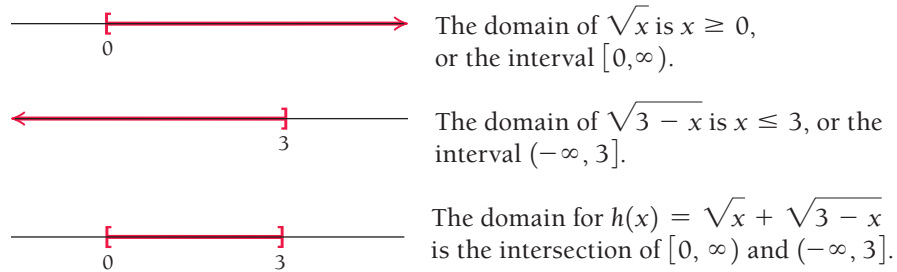 The domain of √x is x ≥ 0,
or the interval [0,∞).
0
The domain of √(3 − x) is x ≤ 3, or the
interval (−∞, 3].
3
The domain for h(x) = √x + √(3 − x)
is the intersection of [0, ∞) and (−∞, 3].
0 3